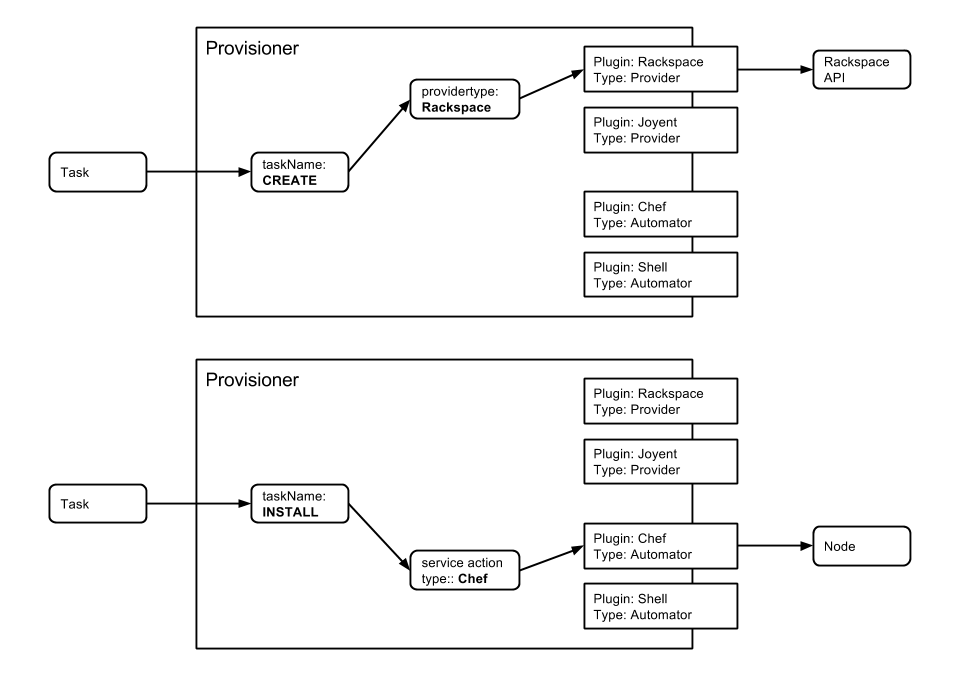 Provisioner
Plugin: Rackspace
Type: Provider
Rackspace
API
providertype:
Rackspace
Plugin: Joyent
Type: Provider
Task
taskName:
CREATE
Plugin: Chef
Type: Automator
Plugin: Shell
Type: Automator
Provisioner
Plugin: Rackspace
Type: Provider
Plugin: Joyent
Type: Provider
Task
taskName:
INSTALL
service action
type:: Chef
Plugin: Chef
Type: Automator
Node
Plugin: Shell
Type: Automator